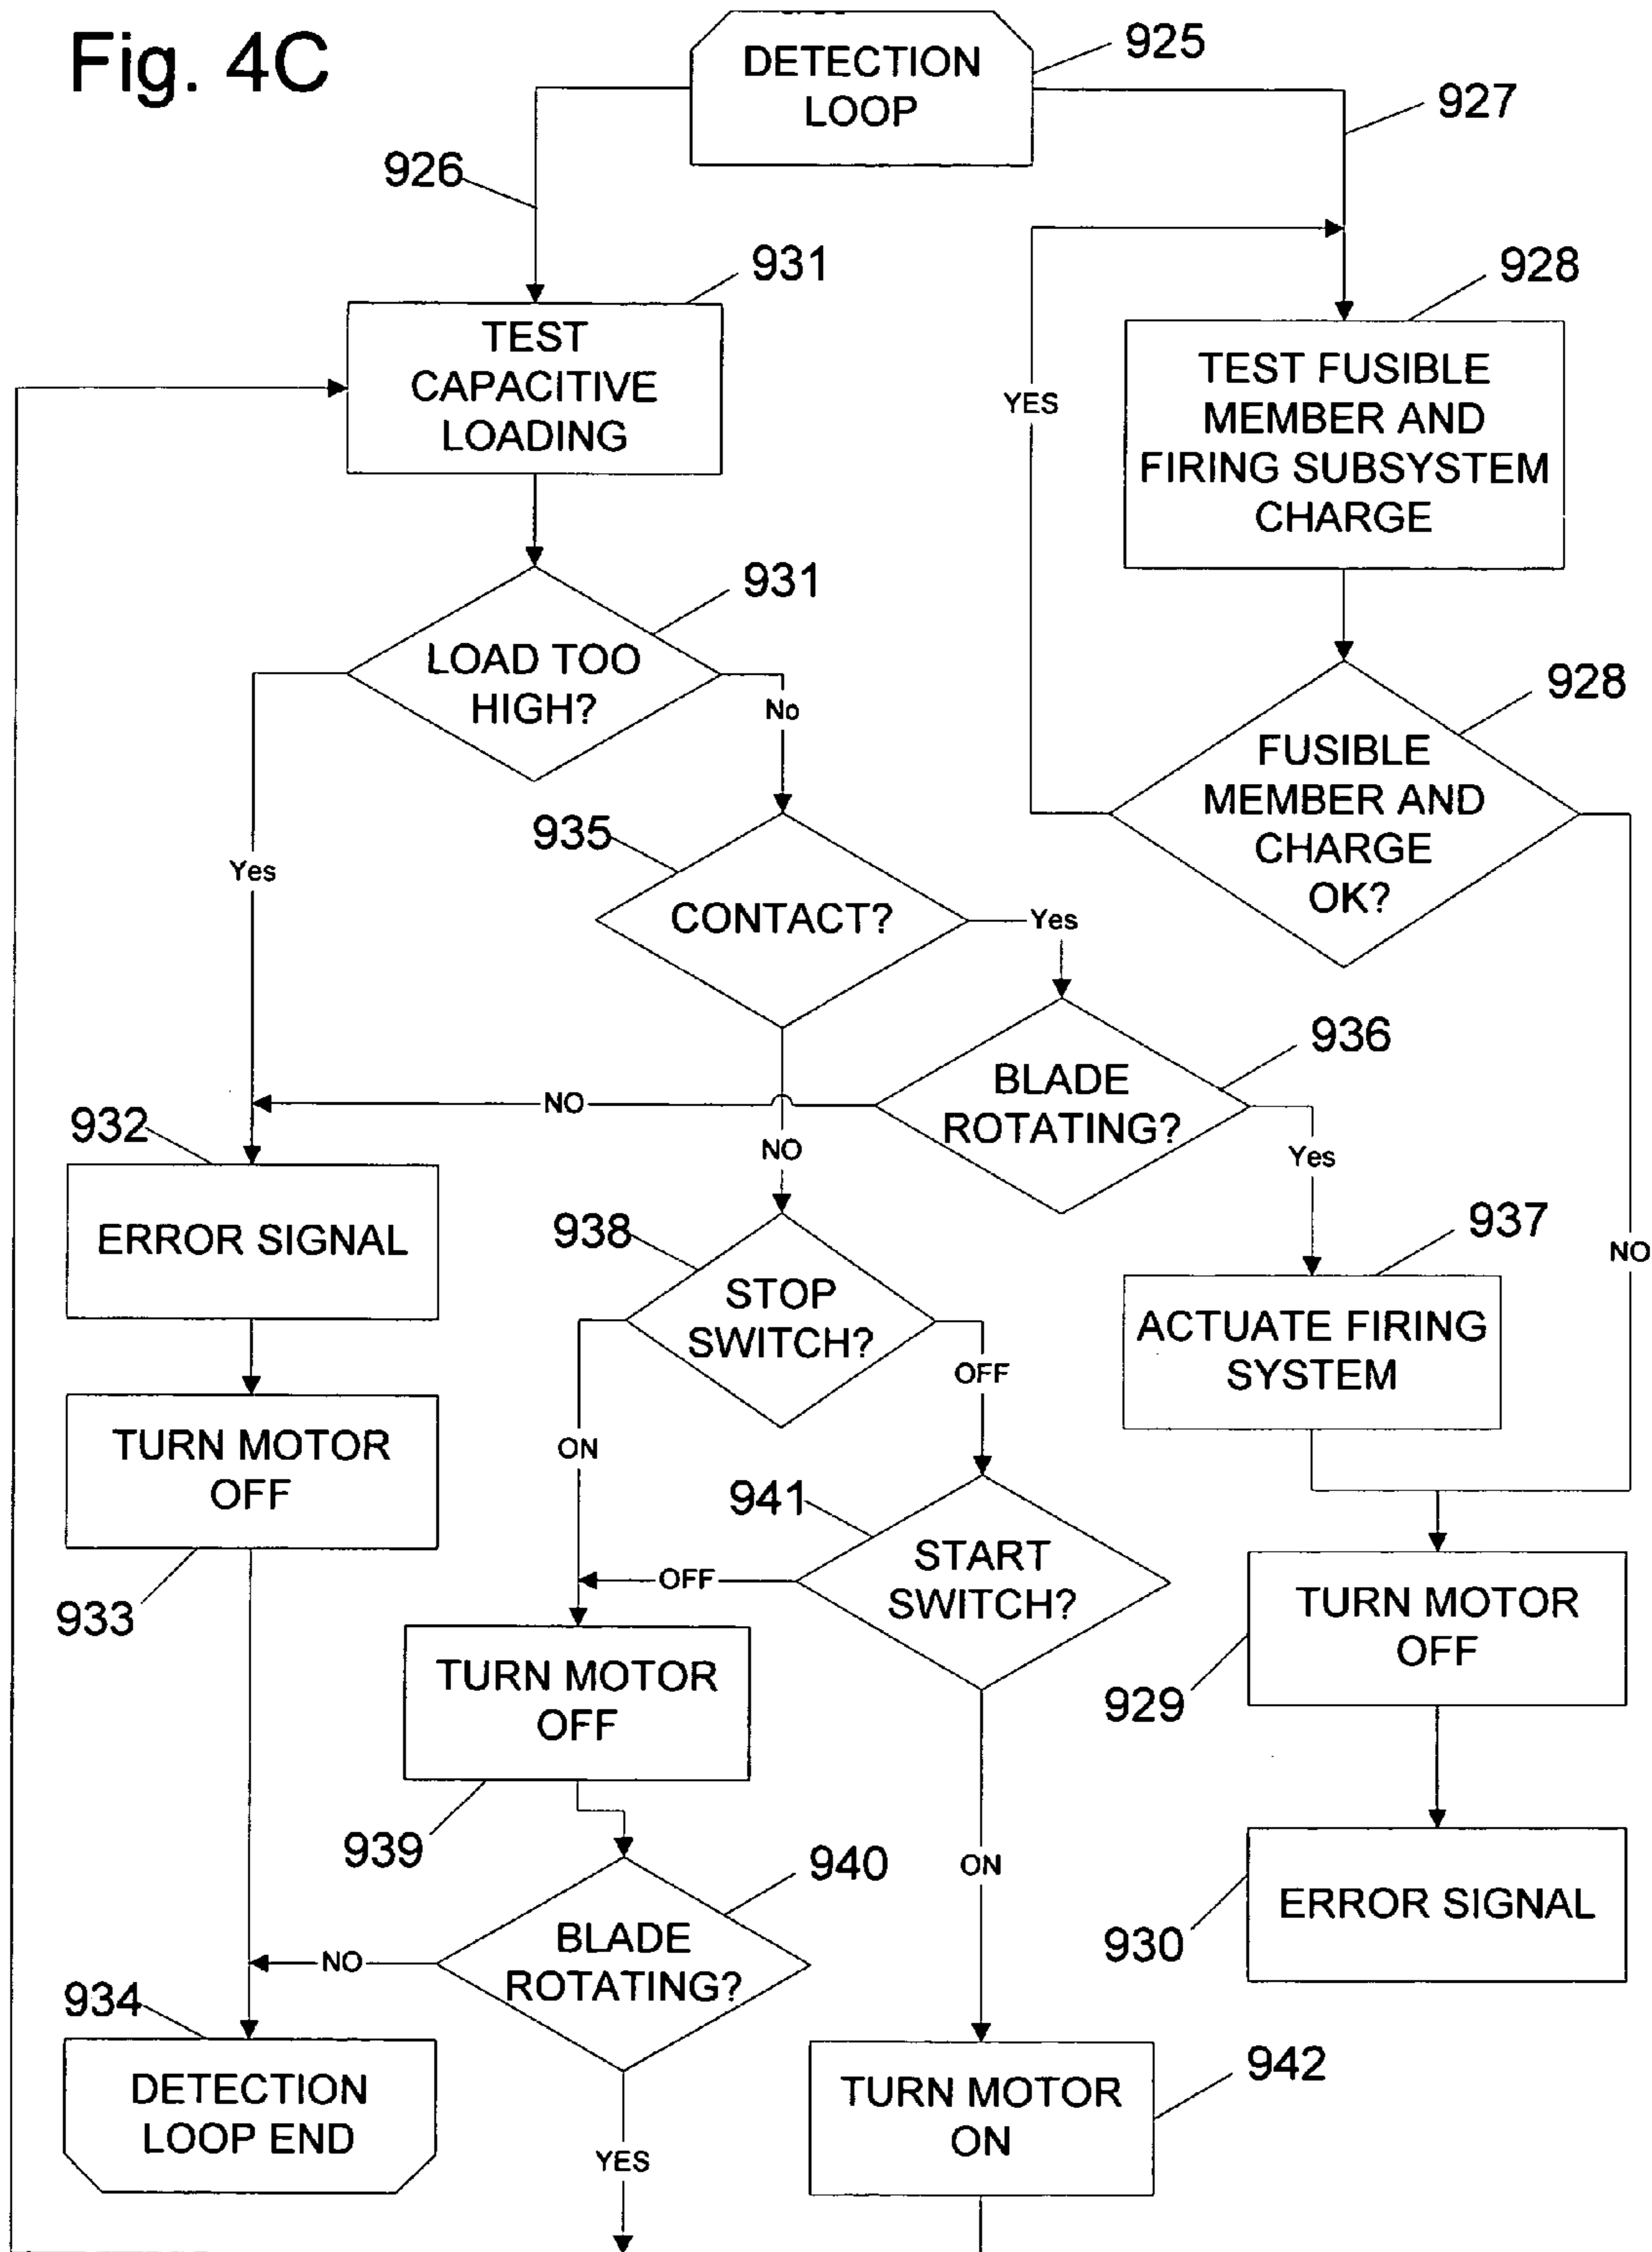 Fig. 4C
DETECTION
LOOP
925
926
927
TEST
CAPACITIVE
LOADING
931
TEST FUSIBLE
MEMBER AND
FIRING SUBSYSTEM
CHARGE
928
YES
LOAD TOO
HIGH?
931
Yes
No
FUSIBLE
MEMBER AND
CHARGE
OK?
928
NO
CONTACT?
935
Yes
NO
BLADE
ROTATING?
936
NO
Yes
ERROR SIGNAL
932
STOP
SWITCH?
938
ON
OFF
ACTUATE FIRING
SYSTEM
937
TURN MOTOR
OFF
933
START
SWITCH?
941
OFF
ON
TURN MOTOR
OFF
929
TURN MOTOR
OFF
939
ERROR SIGNAL
930
BLADE
ROTATING?
940
NO
YES
DETECTION
LOOP END
934
TURN MOTOR
ON
942